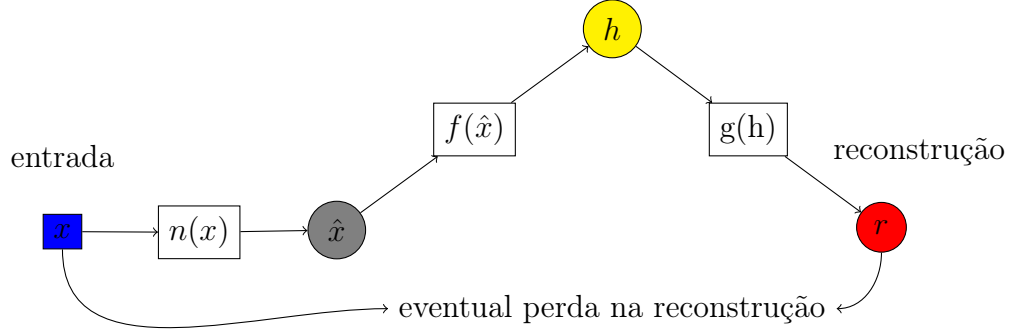 h
f(x̂)
g(h)
entrada
reconstrução
x
n(x)
x̂
r
eventual perda na reconstrução